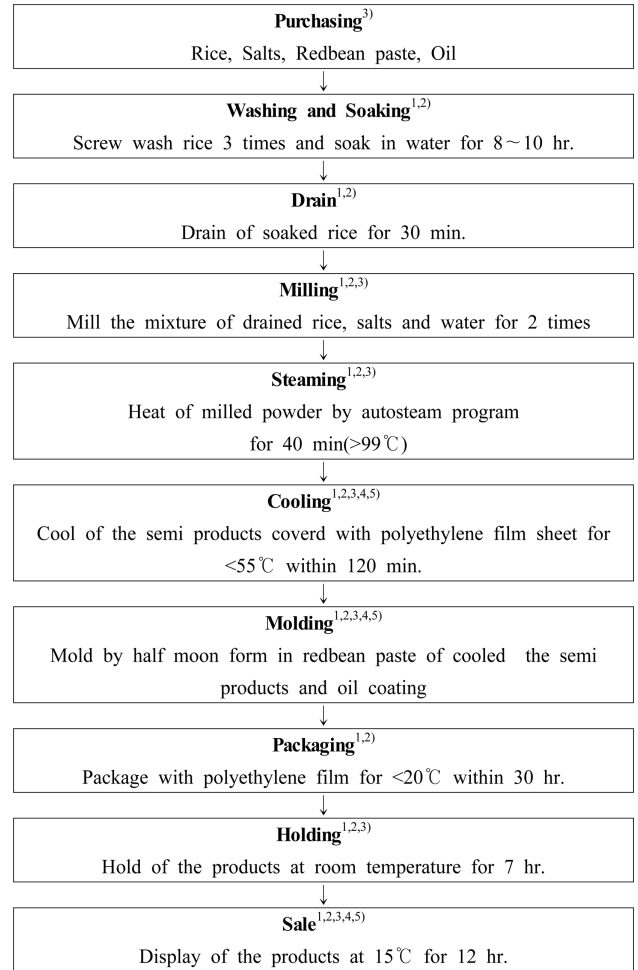 Purchasing3)
Rice, Salts, Redbean paste, Oil
Washing and Soaking1,2)
Screw wash rice 3 times and soak in water for 8～10 hr.
Drain1,2)
Drain of soaked rice for 30 min.
Milling1,2,3)
Mill the mixture of drained rice, salts and water for 2 times
Steaming1,2,3)
Heat of milled powder by autosteam program
for 40 min(>99℃)
Cooling1,2,3,4,5)
Cool of the semi products coverd with polyethylene film sheet for
<55℃ within 120 min.
Molding1,2,3,4,5)
Mold by half moon form in redbean paste of cooled the semi
products and oil coating
Packaging1,2)
Package with polyethylene film for <20℃ within 30 hr.
Holding1,2,3)
Hold of the products at room temperature for 7 hr.
Sale1,2,3,4,5)
Display of the products at 15℃ for 12 hr.